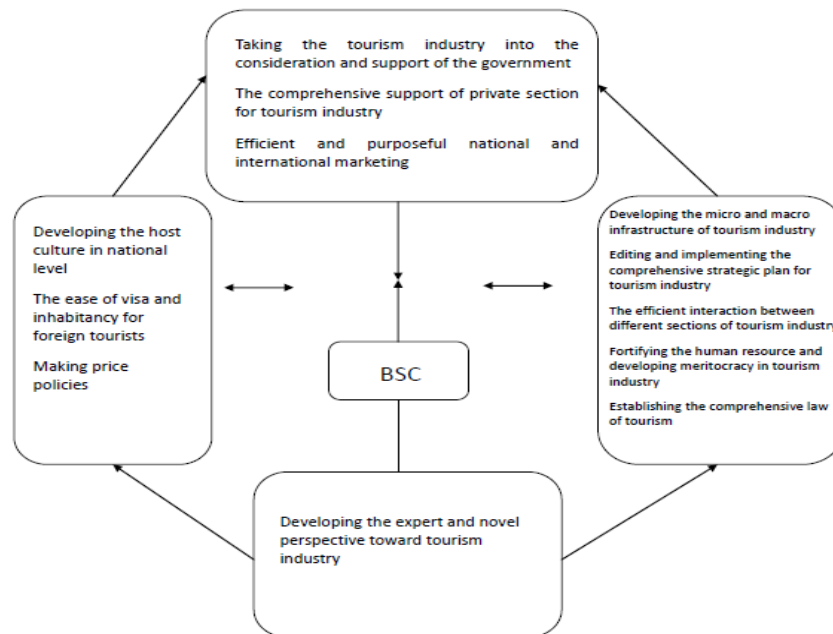 Taking the tourism industry into the
consideration and support of the government
The comprehensive support of private section
for tourism industry
Efficient and purposeful national and
international marketing
Developing the host
culture in national
level
The ease of visa and
inhabitancy for
foreign tourists
Making price
policies
Developing the micro and macro
infrastructure of tourism industry
Editing and implementing the
comprehensive strategic plan for
tourism industry
The efficient interaction between
different sections of tourism industry
Fortifying the human resource and
developing meritocracy in tourism
industry
Establishing the comprehensive law
of tourism
BSC
Developing the expert and novel
perspective toward tourism
industry